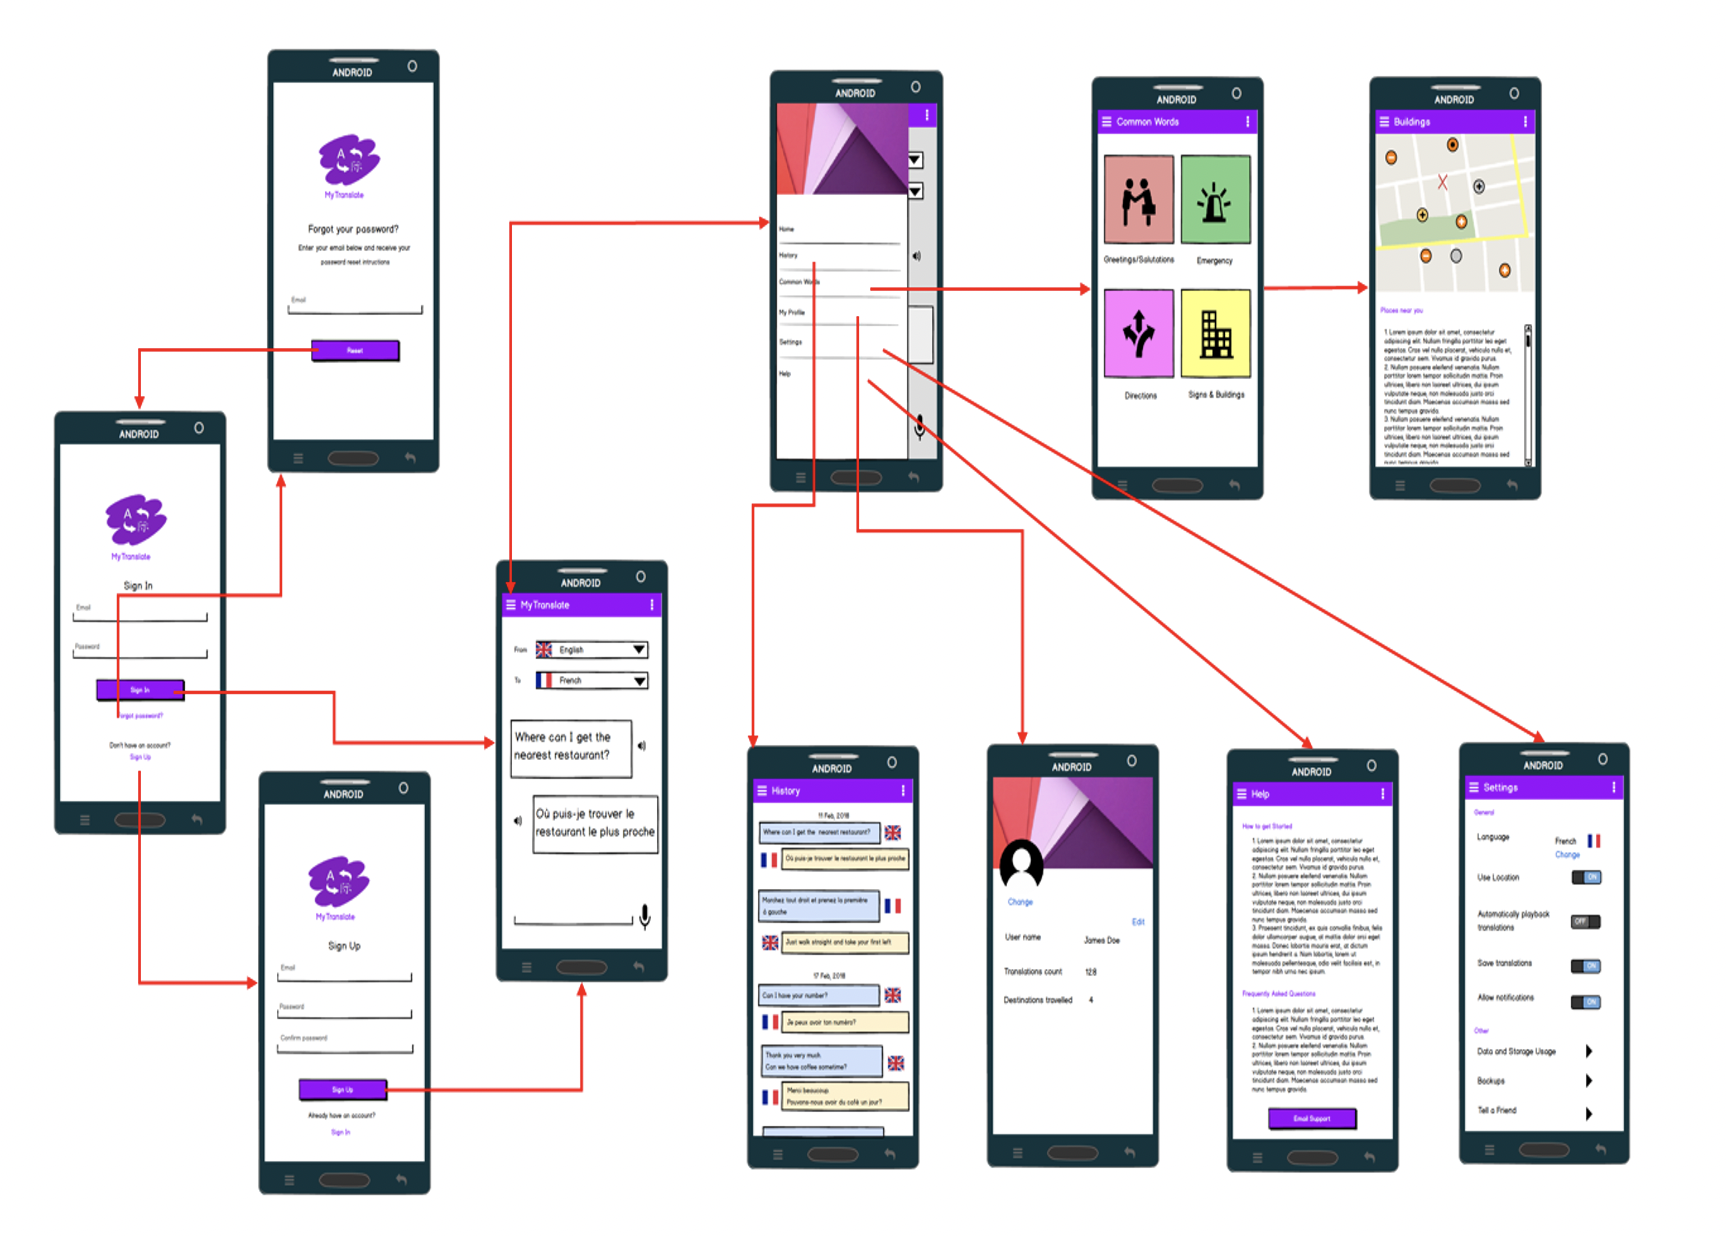 ANDROID
MyTranslate
Forgot your password?
Enter your email below and receive your
password reset intructions
Email
Reset
ANDROID
MyTranslate
Sign In
Email
Password
Sign In
Forgot password?
Don't have an account?
Sign Up
ANDROID
MyTranslate
Sign Up
Email
Password
Confirm password
Sign Up
Already have an account?
Sign In
ANDROID
MyTranslate
From
English
To
French
Where can I get the
nearest restaurant?
Où puis-je trouver le
restaurant le plus proche
ANDROID
Home
History
Common Words
My Profile
Settings
Help
ANDROID
Common Words
Greetings/Salutations
Emergency
Directions
Signs & Buildings
ANDROID
Buildings
Places near you
1. Lorem ipsum dolor sit amet, consectetur
adipiscing elit. Nullam fringilla porttitor leo eget
egestas. Cras vel nulla placerat, vehicula nulla et,
consectetur sem. Vivamus id gravida purus.
2. Nullam posuere eleifend venenatis. Nullam
porttitor lorem tempor sollicitudin mattis. Proin
ultrices, libero non laoreet ultrices, dui ipsum
vulputate neque, non malesuada justo orci
tincidunt diam. Maecenas accumsan massa sed
nunc tempus gravida.
3. Nullam posuere eleifend venenatis. Nullam
porttitor lorem tempor sollicitudin mattis. Proin
ultrices, libero non laoreet ultrices, dui ipsum
vulputate neque, non malesuada justo orci
tincidunt diam. Maecenas accumsan massa sed
nunc tempus gravida.
ANDROID
History
11 Feb, 2018
Where can I get the nearest restaurant?
Où puis-je trouver le restaurant le plus proche
Marchez tout droit et prenez la première
à gauche
Just walk straight and take your first left
17 Feb, 2018
Can I have your number?
Je peux avoir ton numéro?
Thank you very much.
Can we have coffee sometime?
Merci beaucoup.
Pouvons-nous avoir du café un jour?
ANDROID
Change
Edit
User name
James Doe
Translations count
128
Destinations travelled
4
ANDROID
Help
How to get Started
1. Lorem ipsum dolor sit amet, consectetur
adipiscing elit. Nullam fringilla porttitor leo eget
egestas. Cras vel nulla placerat, vehicula nulla et,
consectetur sem. Vivamus id gravida purus.
2. Nullam posuere eleifend venenatis. Nullam
porttitor lorem tempor sollicitudin mattis. Proin
ultrices, libero non laoreet ultrices, dui ipsum
vulputate neque, non malesuada justo orci
tincidunt diam. Maecenas accumsan massa sed
nunc tempus gravida.
3. Praesent tincidunt, ex quis convallis finibus, felis
dolor ullamcorper augue, at mattis dolor orci eget
massa. Donec lobortis mauris erat, at dictum
ipsum hendrerit a. Nam lobortis, lorem ut
malesuada pellentesque, odio velit facilisis est, in
tempor nibh urna nec ipsum.
Frequently Asked Questions
1. Lorem ipsum dolor sit amet, consectetur
adipiscing elit. Nullam fringilla porttitor leo eget
egestas. Cras vel nulla placerat, vehicula nulla et,
consectetur sem. Vivamus id gravida purus.
2. Nullam posuere eleifend venenatis. Nullam
porttitor lorem tempor sollicitudin mattis. Proin
ultrices, libero non laoreet ultrices, dui ipsum
vulputate neque, non malesuada justo orci
tincidunt diam. Maecenas accumsan massa sed
nunc tempus gravida.
Email Support
ANDROID
Settings
General
Language
French
Change
Use Location
ON
Automatically playback
translations
OFF
Save translations
ON
Allow notifications
ON
Other
Data and Storage Usage
Backups
Tell a Friend